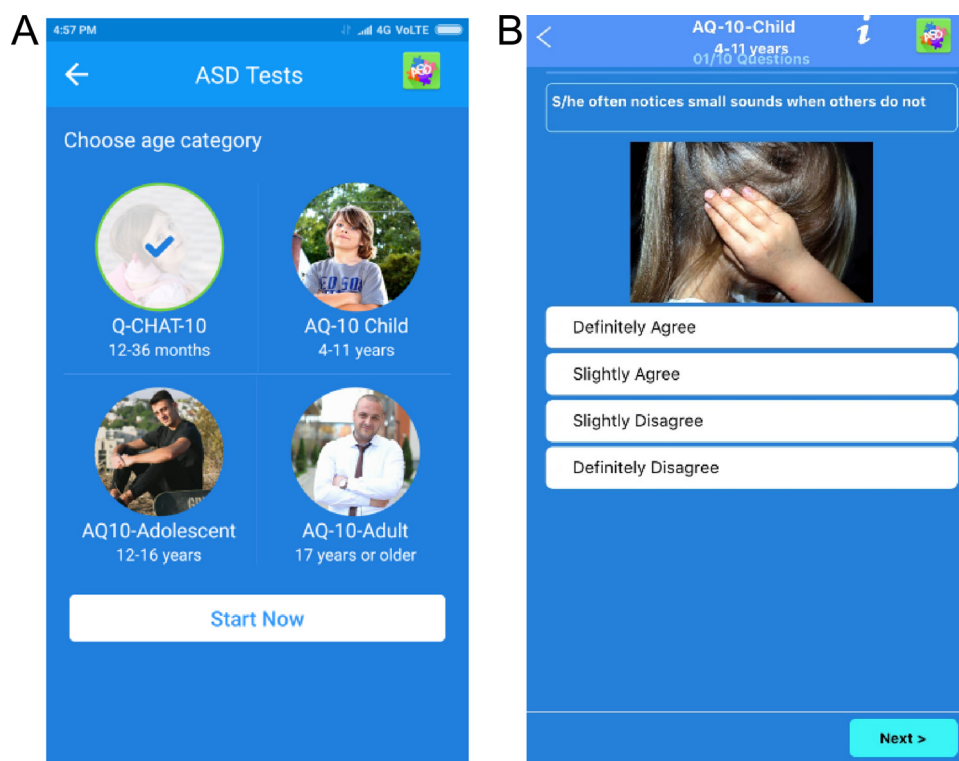 A
4:57 PM
4G VoLTE
ASD Tests
ASD
Choose age category
Q-CHAT-10
12-36 months
AQ-10 Child
4-11 years
AQ10-Adolescent
12-16 years
AQ-10-Adult
17 years or older
Start Now
B
<
AQ-10-Child
4-11 years
i
ASD
01/10 Questions
S/he often notices small sounds when others do not
Definitely Agree
Slightly Agree
Slightly Disagree
Definitely Disagree
Next >